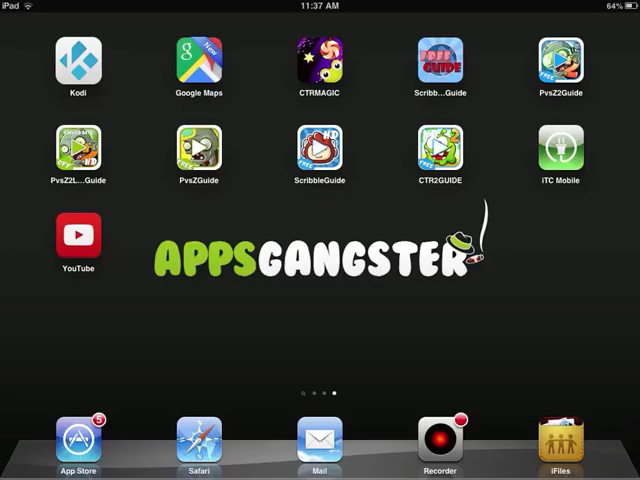 iPad 11:37 AM 64%
Kodi Google Maps CTRMAGIC Scribb...Guide PvsZ2Guide
PvsZ2L...Guide PvsZGuide ScribbleGuide CTR2GUIDE iTC Mobile
YouTube
APPSGANGSTER
5
App Store Safari Mail Recorder iFiles